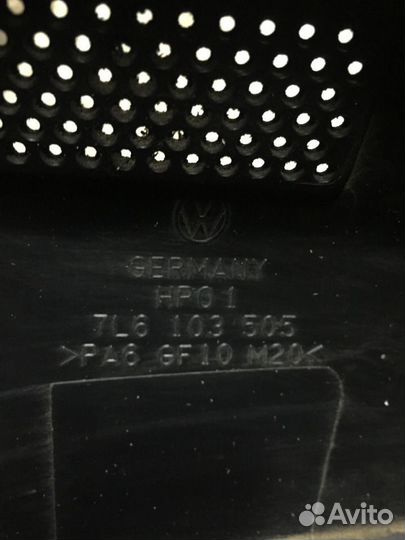 GERMANY
HP01
7L6 103 505
>PA6 GF10 M20<
Avito